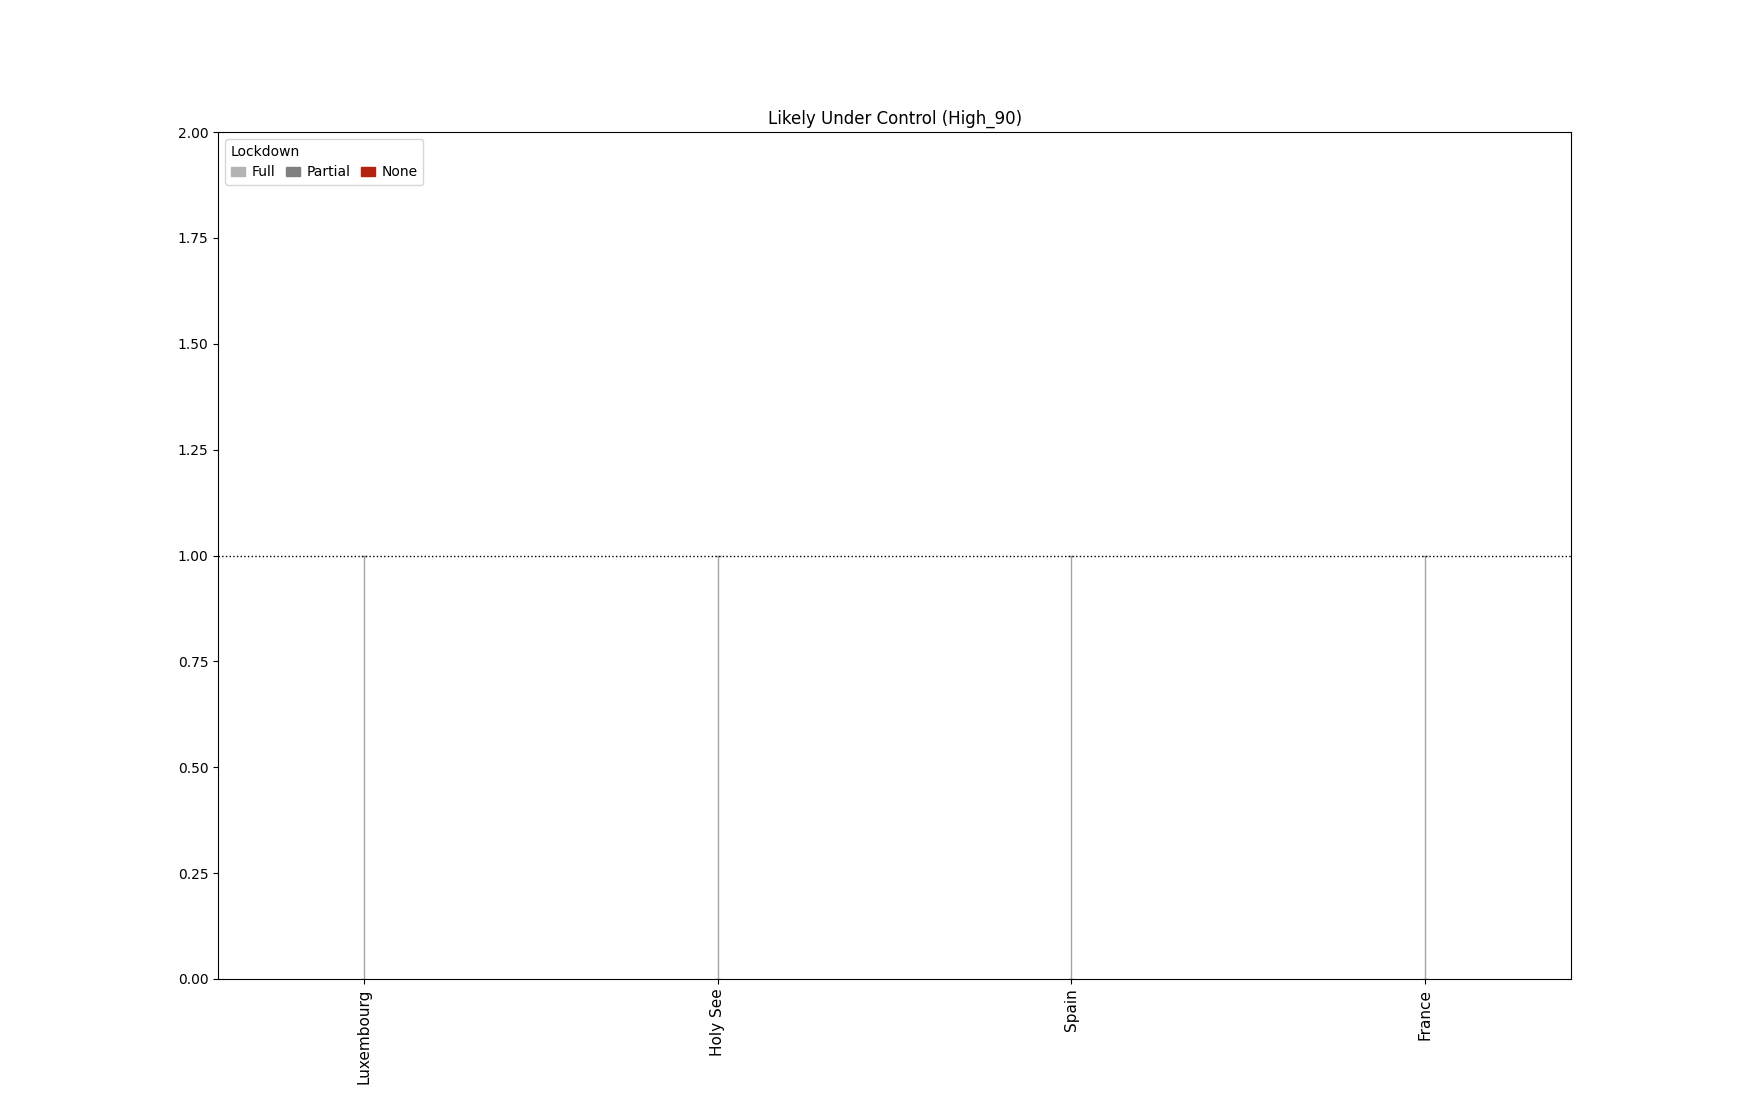 Likely Under Control (High_90)
Lockdown
Full Partial None
2.00
1.75
1.50
1.25
1.00
0.75
0.50
0.25
0.00
Luxembourg
Holy See
Spain
France